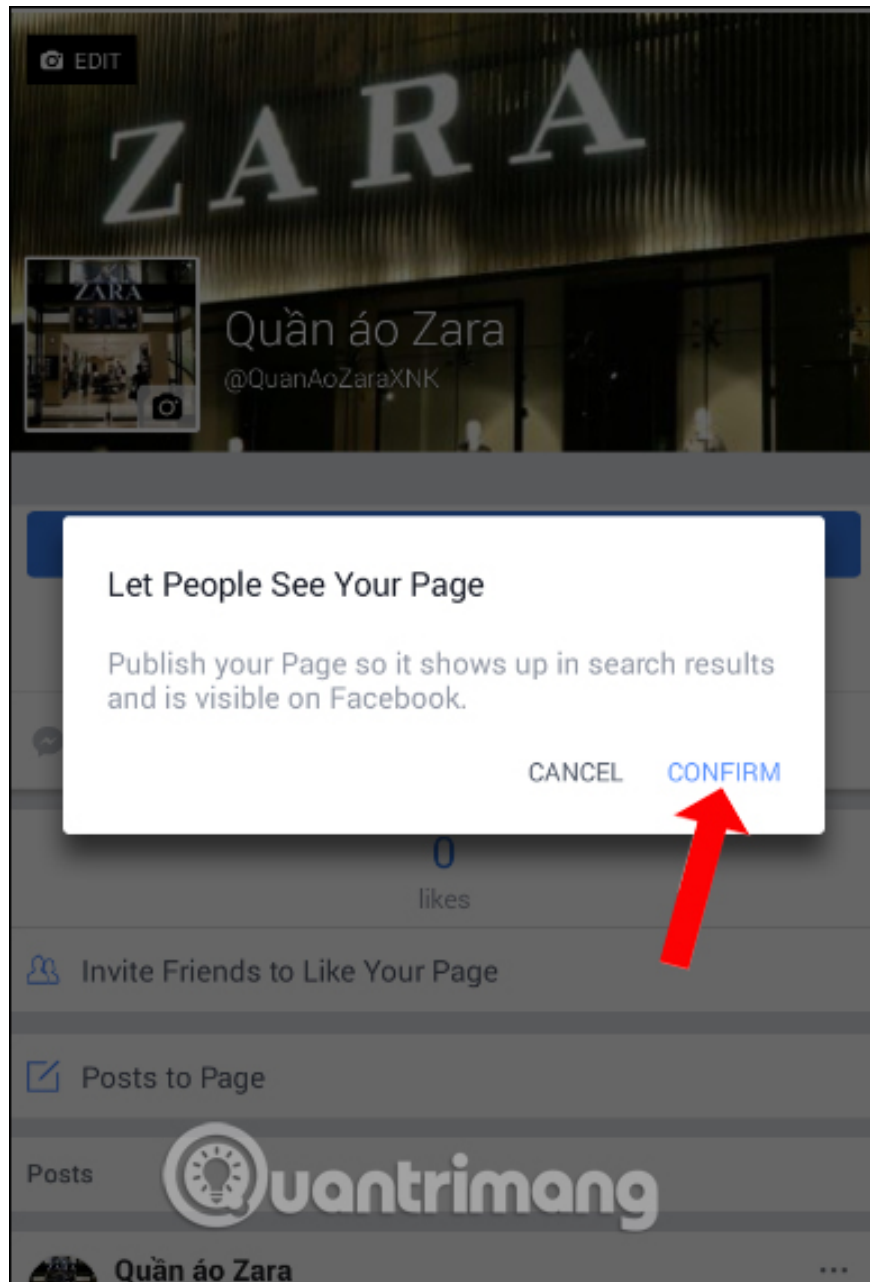 EDIT
ZARA
ZARA
Quần áo Zara
@QuanAoZaraXNK
Let People See Your Page
Publish your Page so it shows up in search results
and is visible on Facebook.
CANCEL CONFIRM
0
likes
Invite Friends to Like Your Page
Posts to Page
Posts
Quantrimang
Quần áo Zara